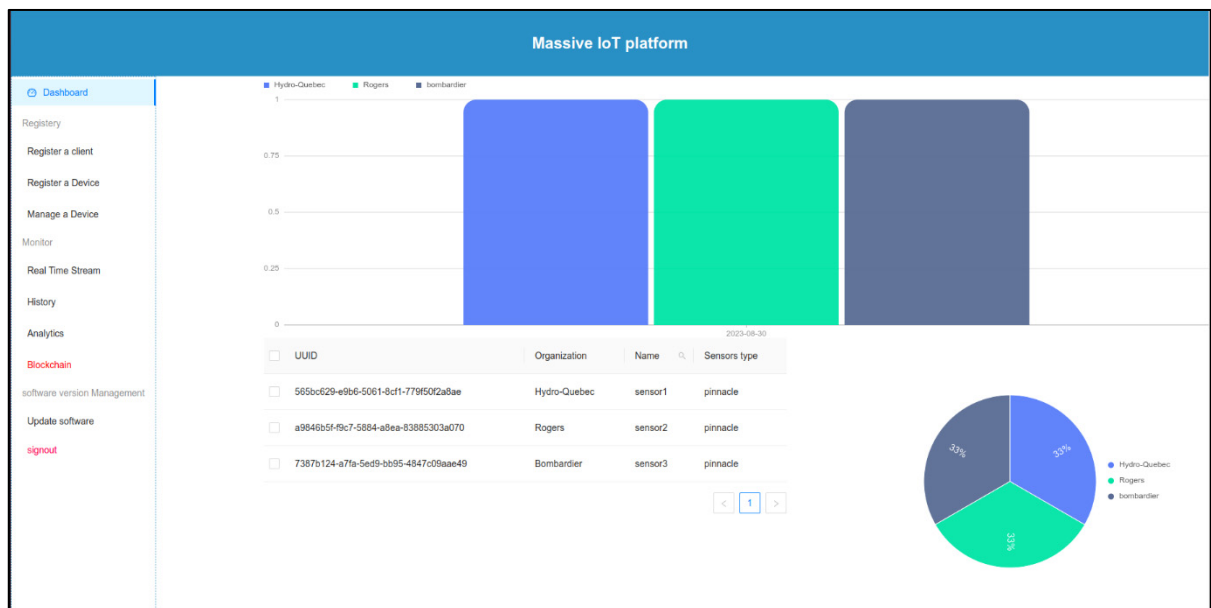 Massive IoT platform
Dashboard
Registery
Register a client
Register a Device
Manage a Device
Monitor
Real Time Stream
History
Analytics
Blockchain
software version Management
Update software
signout
Hydro-Quebec Rogers bombardier
1
0.75
0.5
0.25
0
2023-08-30
UUID Organization Name Sensors type
565bc629-e9b6-5061-8cf1-779f50f2a8ae Hydro-Quebec sensor1 pinnacle
a9846b5f-f9c7-5884-a8ea-83885303a070 Rogers sensor2 pinnacle
7387b124-a7fa-5ed9-bb95-4847c09aae49 Bombardier sensor3 pinnacle
< 1 >
33%
33%
33%
Hydro-Quebec
Rogers
bombardier